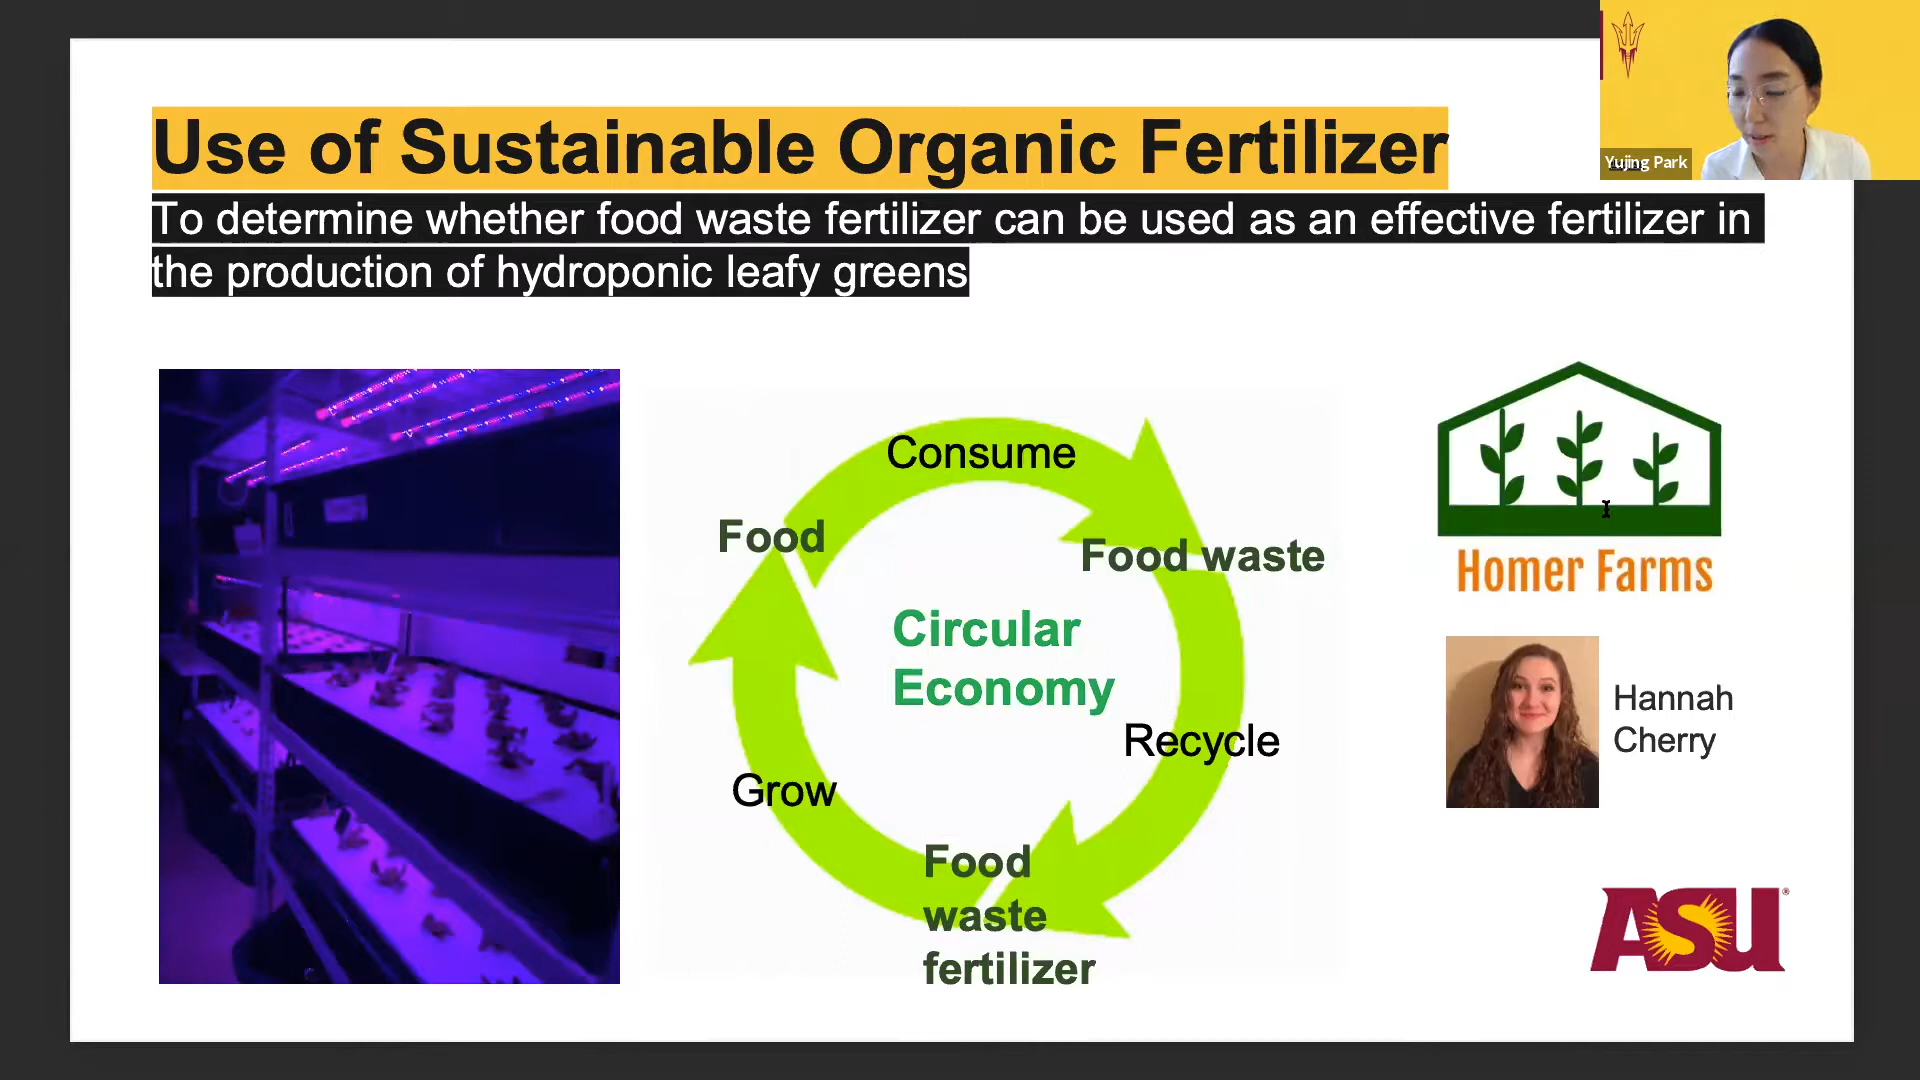 Use of Sustainable Organic Fertilizer
To determine whether food waste fertilizer can be used as an effective fertilizer in
the production of hydroponic leafy greens
Yujing Park
Consume
Food
Food waste
Circular
Economy
Recycle
Grow
Food
waste
fertilizer
Homer Farms
Hannah
Cherry
ASU